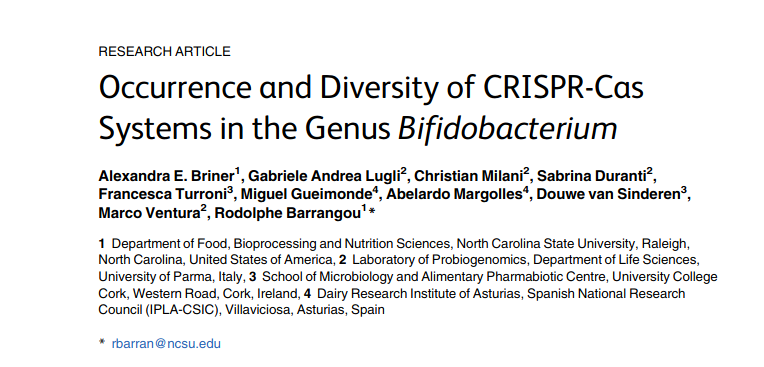 RESEARCH ARTICLE
Occurrence and Diversity of CRISPR-Cas
Systems in the Genus Bifidobacterium
Alexandra E. Briner1, Gabriele Andrea Lugli2, Christian Milani2, Sabrina Duranti2,
Francesca Turroni3, Miguel Gueimonde4, Abelardo Margolles4, Douwe van Sinderen3,
Marco Ventura2, Rodolphe Barrangou1*
1 Department of Food, Bioprocessing and Nutrition Sciences, North Carolina State University, Raleigh,
North Carolina, United States of America, 2 Laboratory of Probiogenomics, Department of Life Sciences,
University of Parma, Italy, 3 School of Microbiology and Alimentary Pharmabiotic Centre, University College
Cork, Western Road, Cork, Ireland, 4 Dairy Research Institute of Asturias, Spanish National Research
Council (IPLA-CSIC), Villaviciosa, Asturias, Spain
* rbarran@ncsu.edu